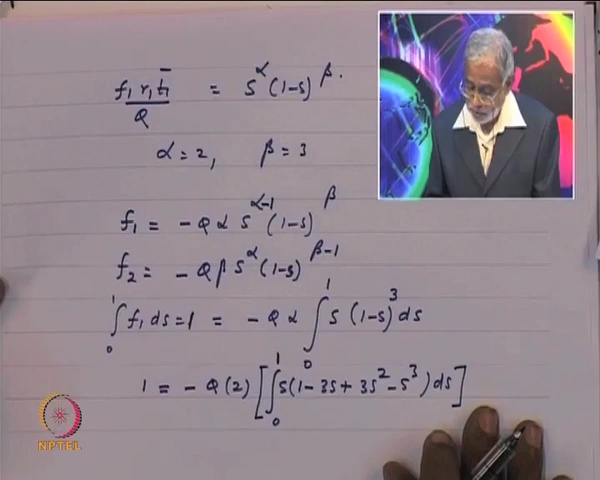 f₁ r₁ t̄₁ / Q = S^α (1-s)^β.
α = 2, β = 3
f₁ = - Q α S^(α-1) (1-s)^β
f₂ = - Q β S^α (1-s)^(β-1)
∫₀¹ f₁ ds = 1 = - Q α ∫₀¹ S (1-s)³ ds
1 = - Q (2) [∫₀¹ s(1 - 3s + 3s² - s³) ds]
NPTEL